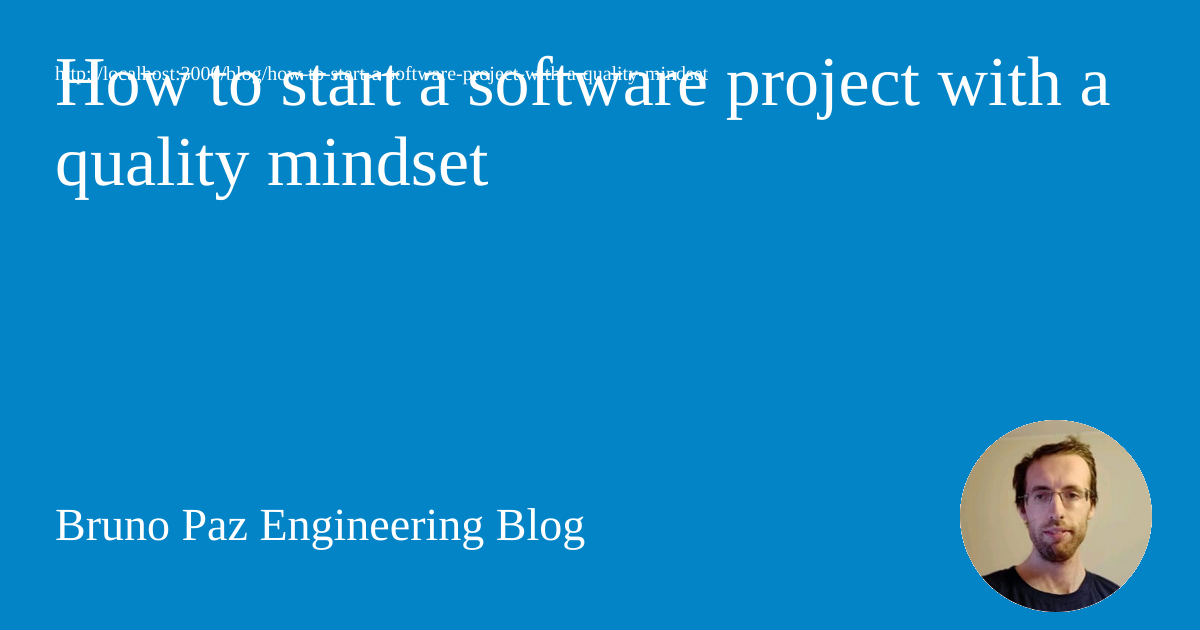 http://localhost:3000/blog/how-to-start-a-software-project-with-a-quality-mindset
How to start a software project with a
quality mindset
Bruno Paz Engineering Blog